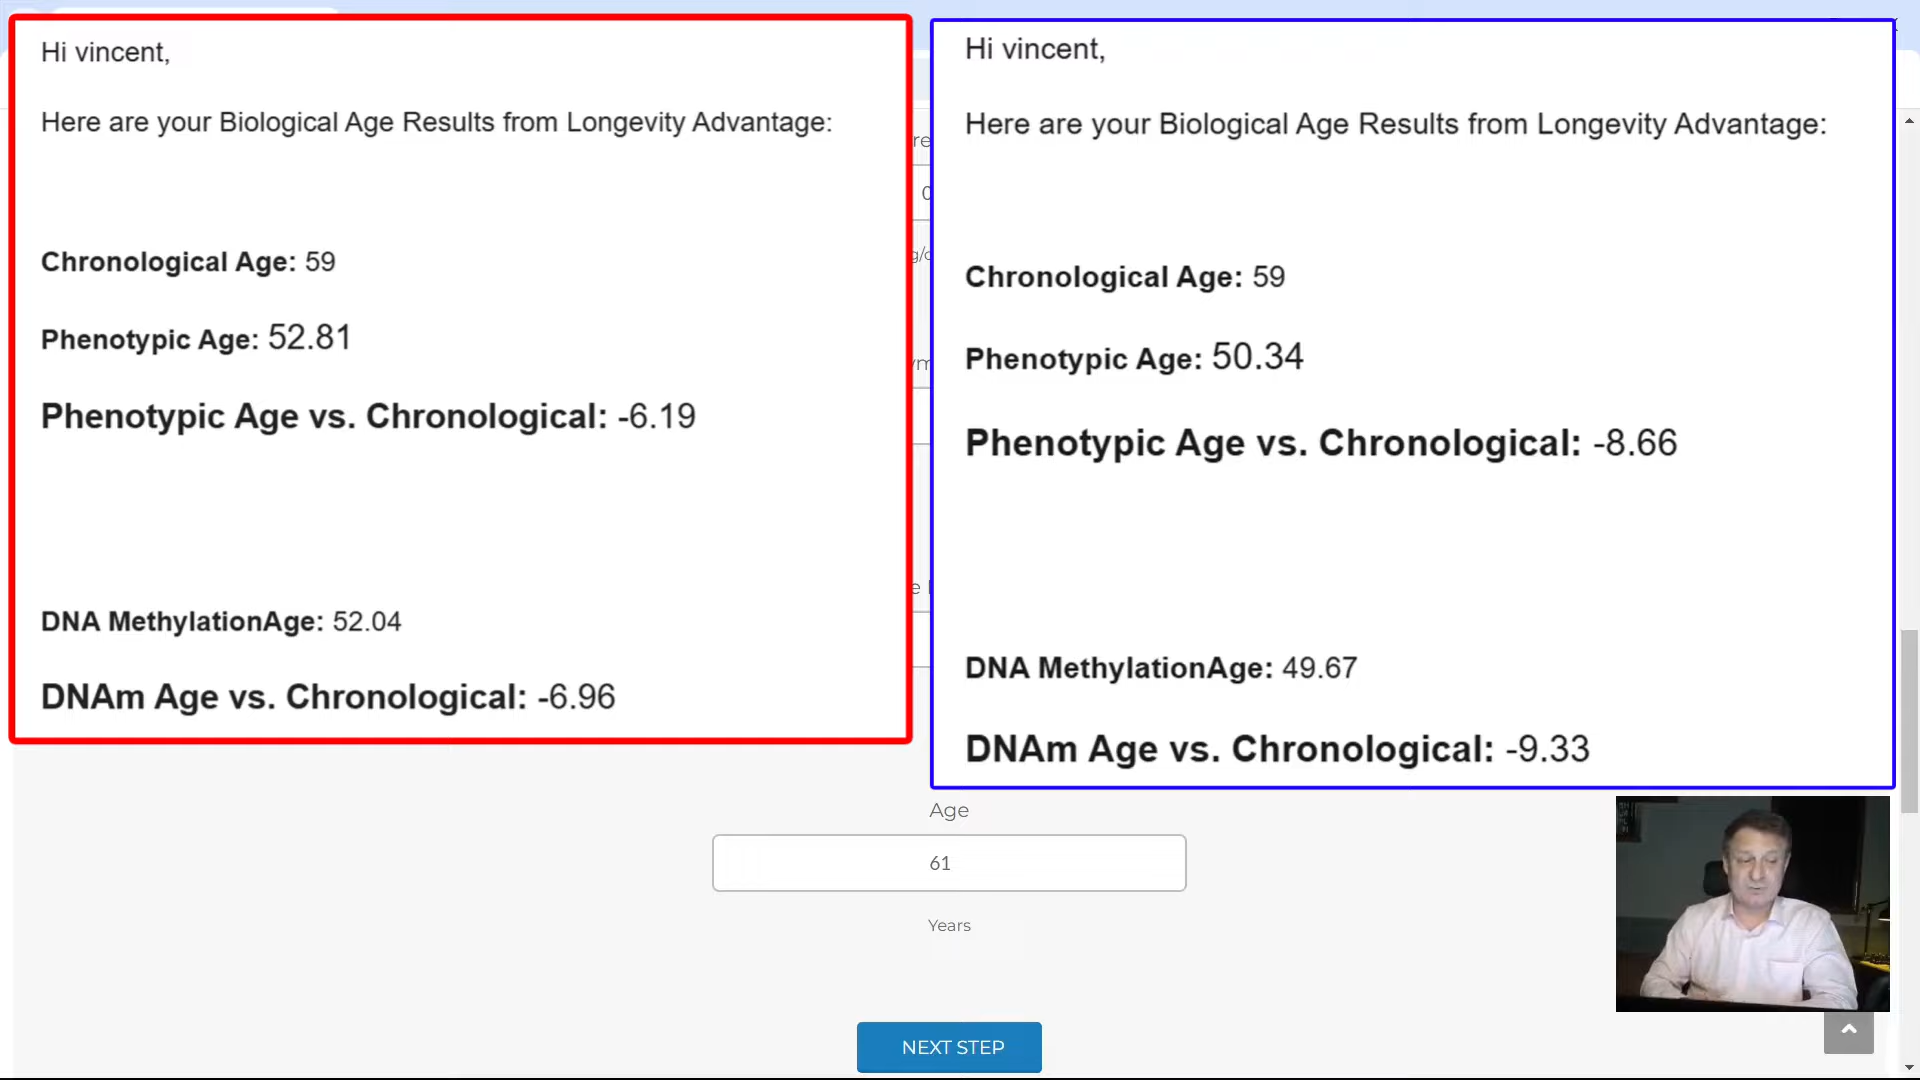 Hi vincent,
Here are your Biological Age Results from Longevity Advantage:
Chronological Age: 59
Phenotypic Age: 52.81
Phenotypic Age vs. Chronological: -6.19
DNA MethylationAge: 52.04
DNAm Age vs. Chronological: -6.96
Hi vincent,
Here are your Biological Age Results from Longevity Advantage:
Chronological Age: 59
Phenotypic Age: 50.34
Phenotypic Age vs. Chronological: -8.66
DNA MethylationAge: 49.67
DNAm Age vs. Chronological: -9.33
Age
61
Years
NEXT STEP